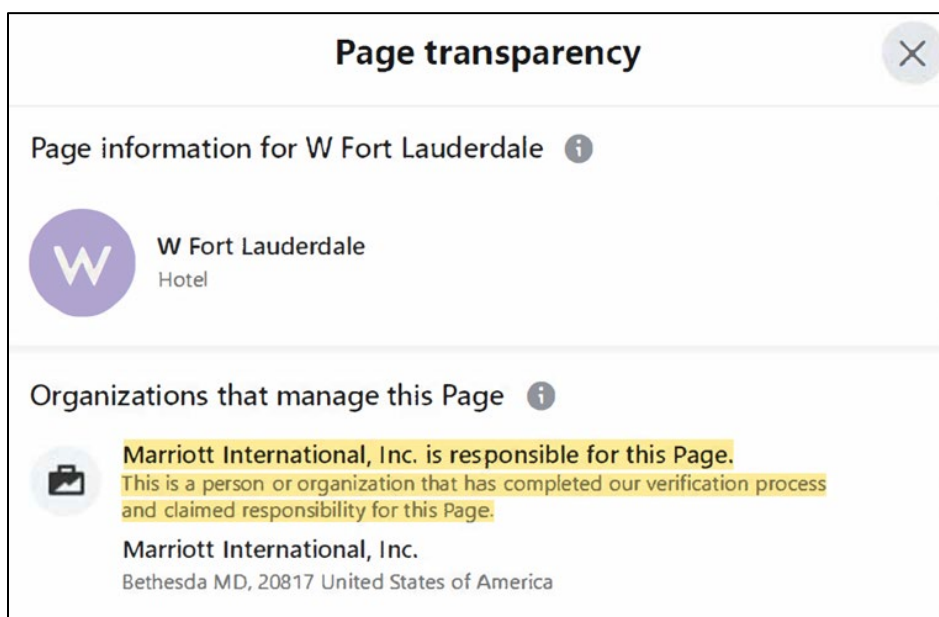 Page transparency
Page information for W Fort Lauderdale
W
W Fort Lauderdale
Hotel
Organizations that manage this Page
Marriott International, Inc. is responsible for this Page.
This is a person or organization that has completed our verification process
and claimed responsibility for this Page.
Marriott International, Inc.
Bethesda MD, 20817 United States of America